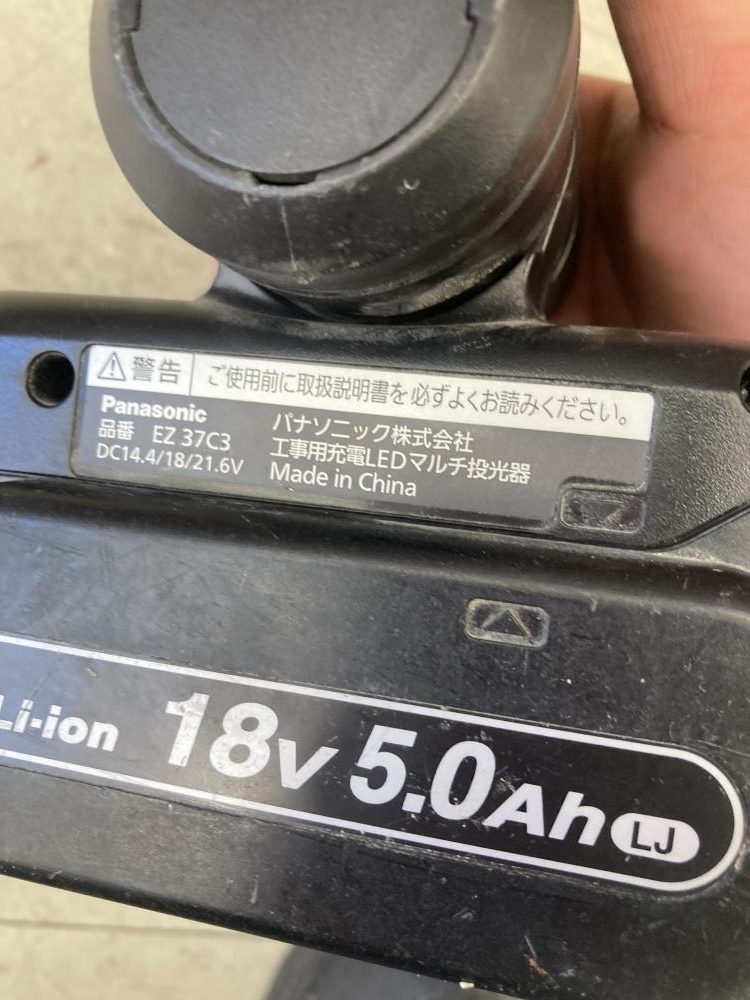 警告 ご使用前に取扱説明書を必ずよくお読みください。
Panasonic
品番 EZ 37C3
DC14.4/18/21.6V
パナソニック株式会社
工事用充電LEDマルチ投光器
Made in China
Li-ion 18V 5.0Ah LJ